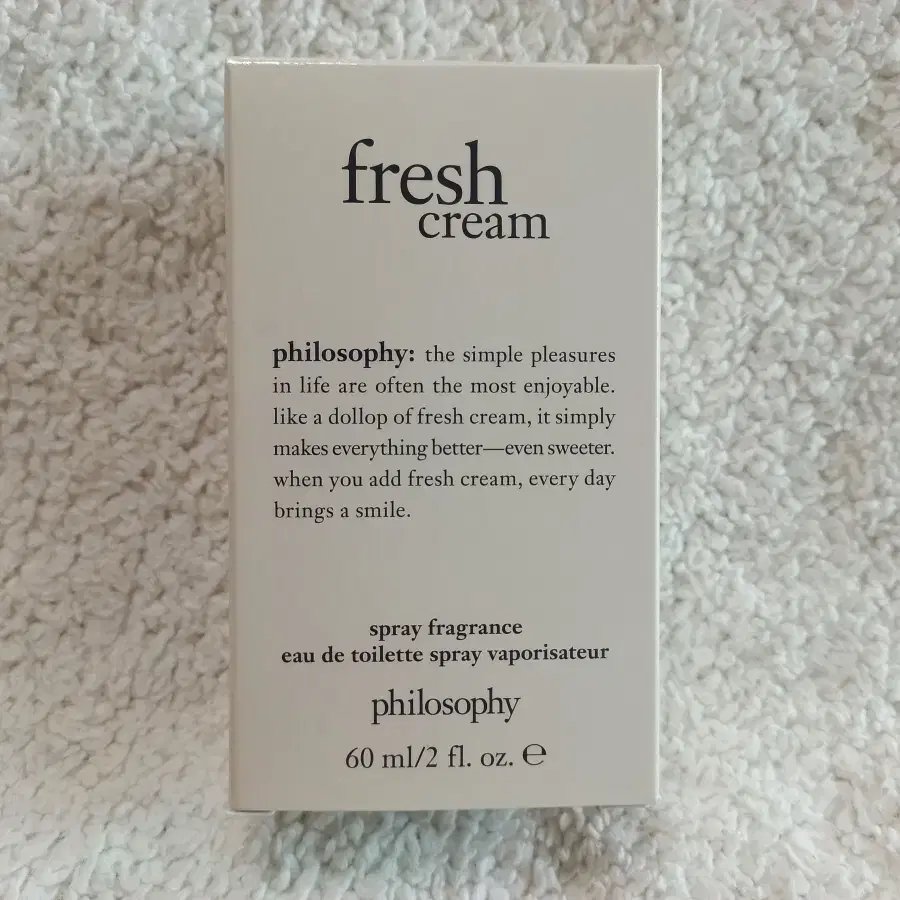 fresh
cream
philosophy: the simple pleasures
in life are often the most enjoyable.
like a dollop of fresh cream, it simply
makes everything better—even sweeter.
when you add fresh cream, every day
brings a smile.
spray fragrance
eau de toilette spray vaporisateur
philosophy
60 ml/2 fl. oz. ℮